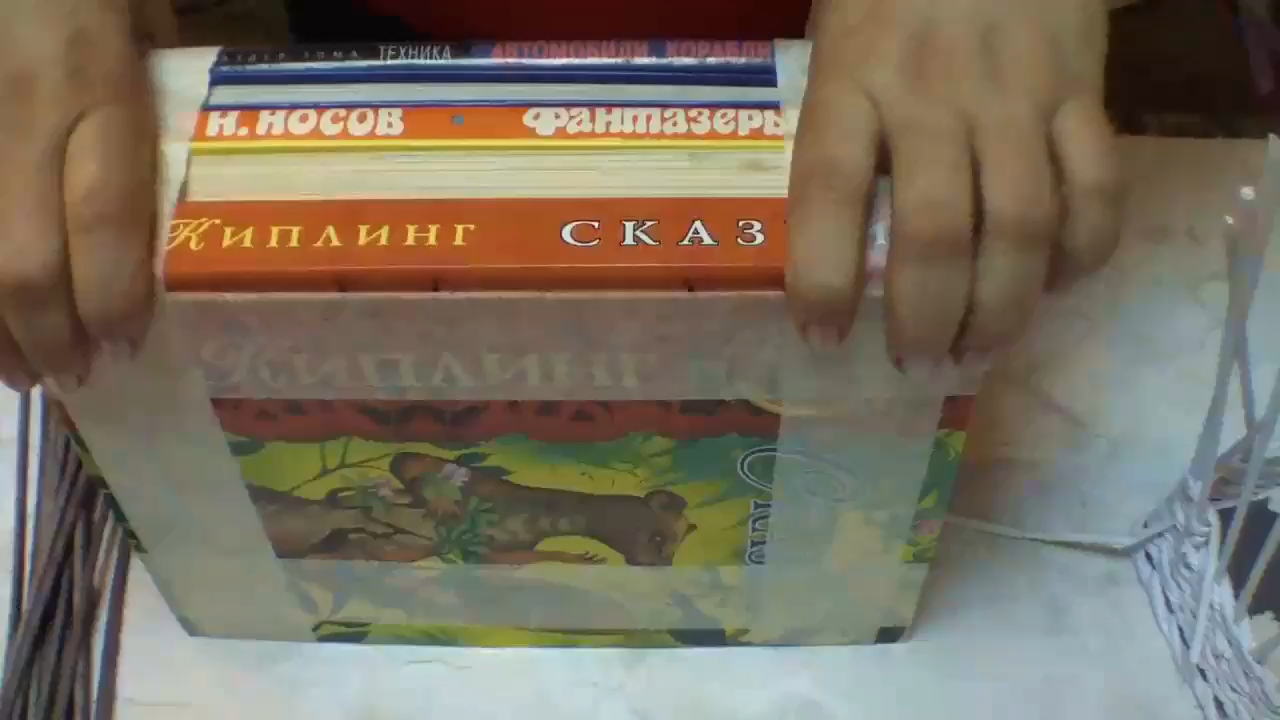 ТЕХНИКА АВТОМОБИЛИ КОРАБЛИ
Н. НОСОВ • Фантазеры
КИПЛИНГ СКАЗ
КИПЛИНГ